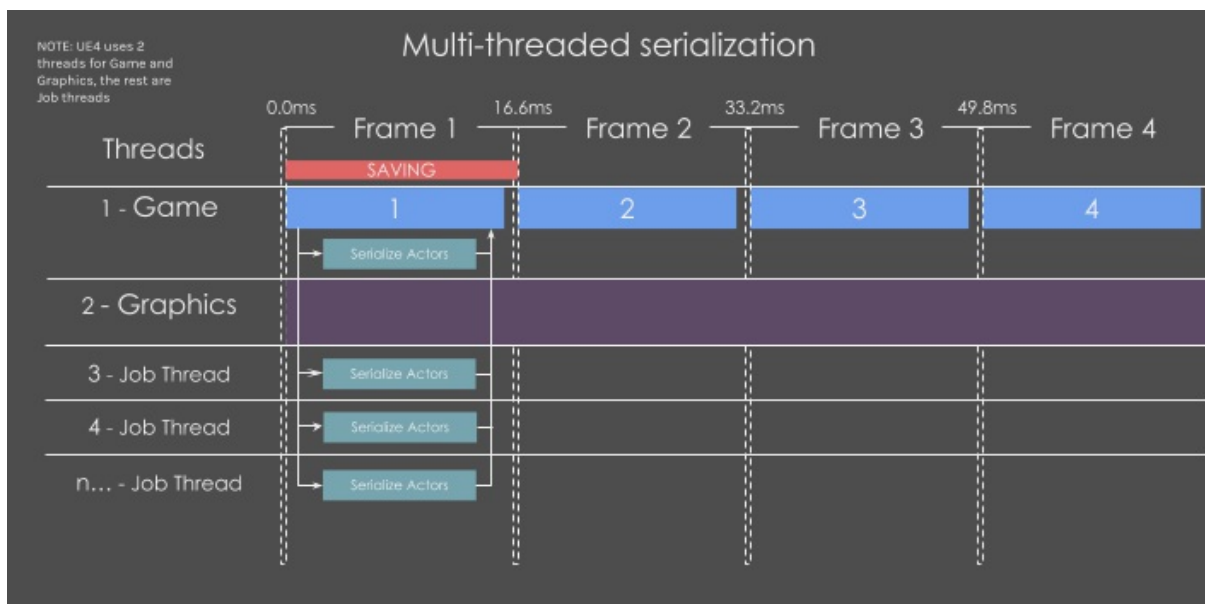 NOTE: UE4 uses 2
threads for Game and
Graphics, the rest are
Job threads
Multi-threaded serialization
0.0ms
16.6ms
33.2ms
49.8ms
Frame 1
Frame 2
Frame 3
Frame 4
Threads
SAVING
1 - Game
1
2
3
4
Serialize Actors
2 - Graphics
3 - Job Thread
Serialize Actors
4 - Job Thread
Serialize Actors
n... - Job Thread
Serialize Actors